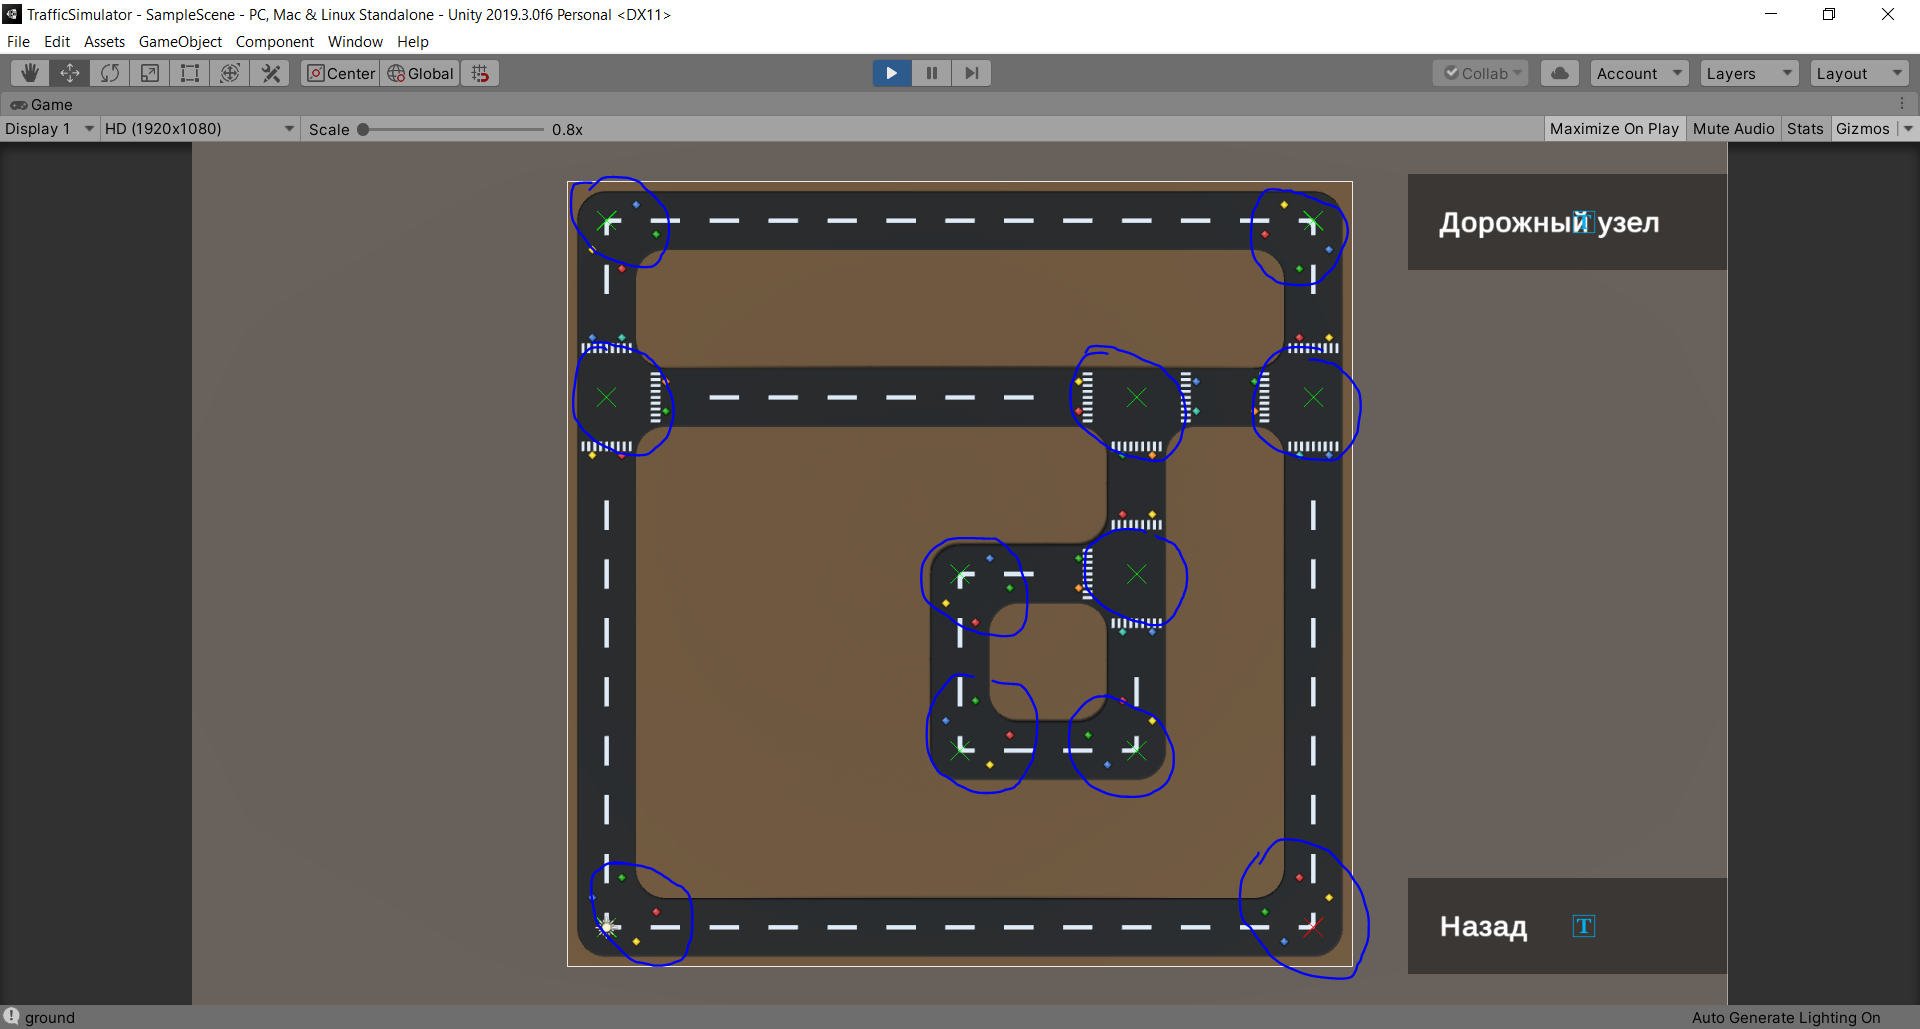 TrafficSimulator - SampleScene - PC, Mac & Linux Standalone - Unity 2019.3.0f6 Personal <DX11>
File Edit Assets GameObject Component Window Help
Center Global Collab Account Layers Layout
Game
Display 1 HD (1920x1080) Scale 0.8x Maximize On Play Mute Audio Stats Gizmos
Дорожный узел
T
Назад T
ground Auto Generate Lighting On